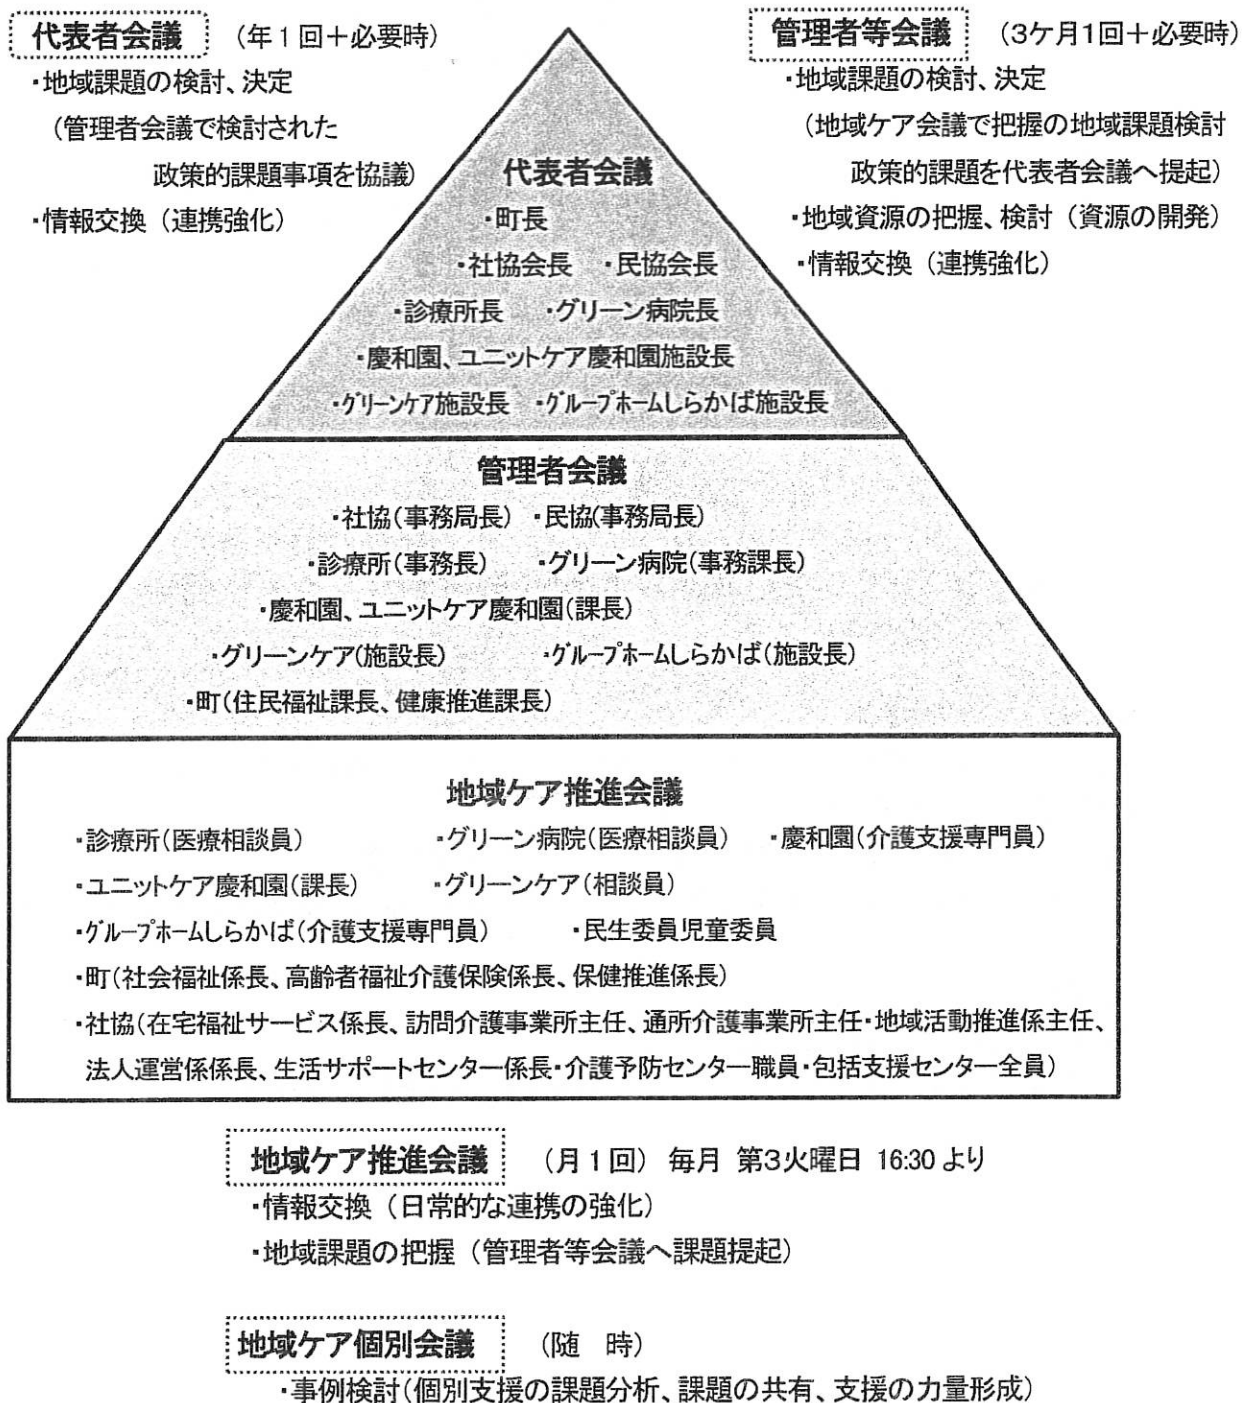 代表者会議 (年1回+必要時)
・地域課題の検討、決定
(管理者会議で検討された
政策的課題事項を協議)
・情報交換(連携強化)
管理者等会議 (3ケ月1回+必要時)
・地域課題の検討、決定
(地域ケア会議で把握の地域課題検討
政策的課題を代表者会議へ提起)
・地域資源の把握、検討(資源の開発)
・情報交換(連携強化)
代表者会議
・町長
・社協会長 ・民協会長
・診療所長 ・グリーン病院長
・慶和園、ユニットケア慶和園施設長
・グリーンケア施設長 ・グループホームしらかば施設長
管理者会議
・社協(事務局長) ・民協(事務局長)
・診療所(事務長) ・グリーン病院(事務課長)
・慶和園、ユニットケア慶和園(課長)
・グリーンケア(施設長) ・グループホームしらかば(施設長)
・町(住民福祉課長、健康推進課長)
地域ケア推進会議
・診療所(医療相談員) ・グリーン病院(医療相談員) ・慶和園(介護支援専門員)
・ユニットケア慶和園(課長) ・グリーンケア(相談員)
・グループホームしらかば(介護支援専門員) ・民生委員児童委員
・町(社会福祉係長、高齢者福祉介護保険係長、保健推進係長)
・社協(在宅福祉サービス係長、訪問介護事業所主任、通所介護事業所主任・地域活動推進係主任、
法人運営係係長、生活サポートセンター係長・介護予防センター職員・包括支援センター全員)
地域ケア推進会議 (月1回) 毎月 第3火曜日 16:30より
・情報交換(日常的な連携の強化)
・地域課題の把握(管理者等会議へ課題提起)
地域ケア個別会議 (随 時)
・事例検討(個別支援の課題分析、課題の共有、支援の力量形成)